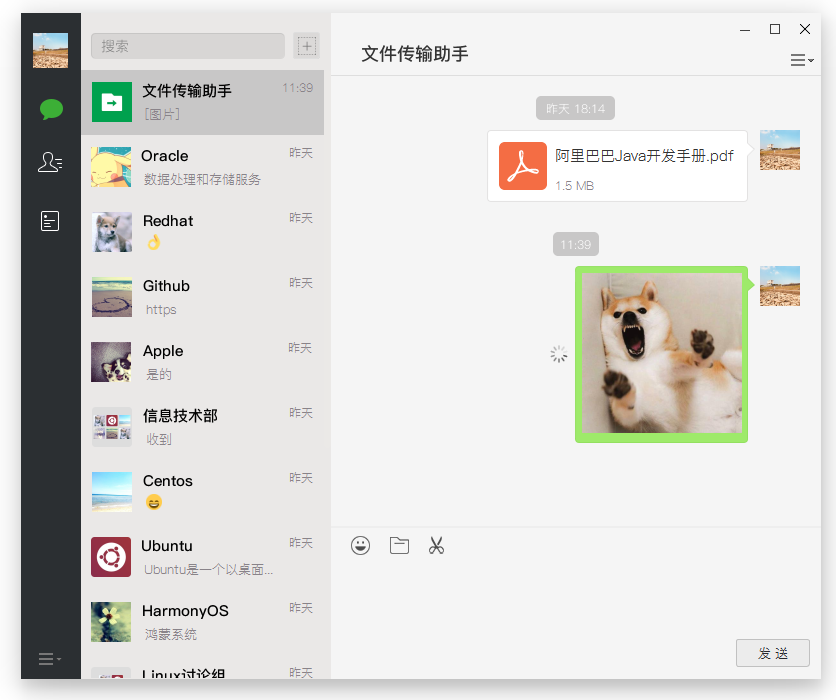 搜索
文件传输助手
11:39
[图片]
Oracle
昨天
数据处理和存储服务
Redhat
昨天
👌
Github
昨天
https
Apple
昨天
是的
信息技术部
昨天
收到
Centos
昨天
😄
Ubuntu
昨天
Ubuntu是一个以桌面...
HarmonyOS
昨天
鸿蒙系统
Linux讨论组
昨天
文件传输助手
昨天 18:14
阿里巴巴Java开发手册.pdf
1.5 MB
11:39
发 送